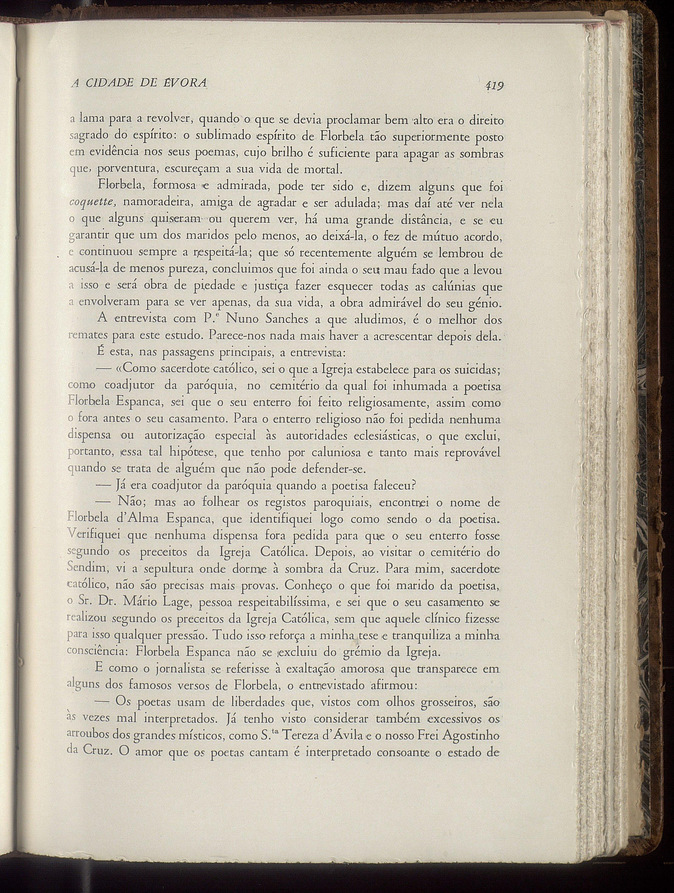 A CIDADE DE ÉVORA 419
a lama para a revolver, quando o que se devia proclamar bem alto era o direito
sagrado do espírito: o sublimado espírito de Florbela tão superiormente posto
em evidência nos seus poemas, cujo brilho é suficiente para apagar as sombras
que, porventura, escureçam a sua vida de mortal.
Florbela, formosa e admirada, pode ter sido e, dizem alguns que foi
coquette, namoradeira, amiga de agradar e ser adulada; mas daí até ver nela
o que alguns quiseram ou querem ver, há uma grande distância, e se eu
garantir que um dos maridos pelo menos, ao deixá-la, o fez de mútuo acordo,
e continuou sempre a respeitá-la; que só recentemente alguém se lembrou de
acusá-la de menos pureza, concluimos que foi ainda o seu mau fado que a levou
a isso e será obra de piedade e justiça fazer esquecer todas as calúnias que
a envolveram para se ver apenas, da sua vida, a obra admirável do seu génio.
A entrevista com P.º Nuno Sanches a que aludimos, é o melhor dos
remates para este estudo. Parece-nos nada mais haver a acrescentar depois dela.
É esta, nas passagens principais, a entrevista:
— «Como sacerdote católico, sei o que a Igreja estabelece para os suicidas;
como coadjutor da paróquia, no cemitério da qual foi inhumada a poetisa
Florbela Espanca, sei que o seu enterro foi feito religiosamente, assim como
o fora antes o seu casamento. Para o enterro religioso não foi pedida nenhuma
dispensa ou autorização especial às autoridades eclesiásticas, o que exclui,
portanto, essa tal hipótese, que tenho por caluniosa e tanto mais reprovável
quando se trata de alguém que não pode defender-se.
— Já era coadjutor da paróquia quando a poetisa faleceu?
— Não; mas ao folhear os registos paroquiais, encontrei o nome de
Florbela d'Alma Espanca, que identifiquei logo como sendo o da poetisa.
Verifiquei que nenhuma dispensa fora pedida para que o seu enterro fosse
segundo os preceitos da Igreja Católica. Depois, ao visitar o cemitério do
Sendim, vi a sepultura onde dorme à sombra da Cruz. Para mim, sacerdote
católico, não são precisas mais provas. Conheço o que foi marido da poetisa,
o Sr. Dr. Mário Lage, pessoa respeitabilíssima, e sei que o seu casamento se
realizou segundo os preceitos da Igreja Católica, sem que aquele clínico fizesse
para isso qualquer pressão. Tudo isso reforça a minha tese e tranquiliza a minha
consciência: Florbela Espanca não se excluiu do grémio da Igreja.
E como o jornalista se referisse à exaltação amorosa que transparece em
alguns dos famosos versos de Florbela, o entrevistado afirmou:
— Os poetas usam de liberdades que, vistos com olhos grosseiros, são
às vezes mal interpretados. Já tenho visto considerar também excessivos os
arroubos dos grandes místicos, como S.ta Tereza d'Ávila e o nosso Frei Agostinho
da Cruz. O amor que os poetas cantam é interpretado consoante o estado de